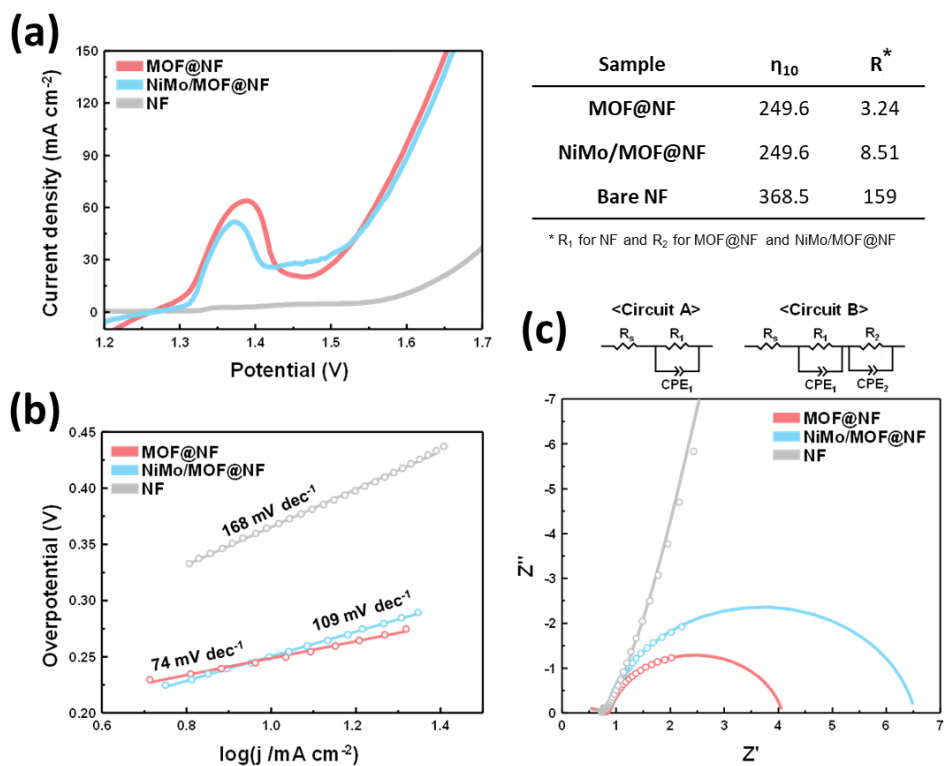 (a)
150
120
90
60
30
0
Current density (mA cm⁻²)
MOF@NF
NiMo/MOF@NF
NF
1.2 1.3 1.4 1.5 1.6 1.7
Potential (V)
Sample η₁₀ R*
MOF@NF 249.6 3.24
NiMo/MOF@NF 249.6 8.51
Bare NF 368.5 159
* R₁ for NF and R₂ for MOF@NF and NiMo/MOF@NF
(b)
0.45
0.40
0.35
0.30
0.25
0.20
Overpotential (V)
MOF@NF
NiMo/MOF@NF
NF
168 mV dec⁻¹
109 mV dec⁻¹
74 mV dec⁻¹
0.6 0.8 1.0 1.2 1.4
log(j /mA cm⁻²)
(c)
<Circuit A> <Circuit B>
Rₛ R₁ Rₛ R₁ R₂
CPE₁ CPE₁ CPE₂
-7
-6
-5
-4
-3
-2
-1
0
Z''
MOF@NF
NiMo/MOF@NF
NF
0 1 2 3 4 5 6 7
Z'